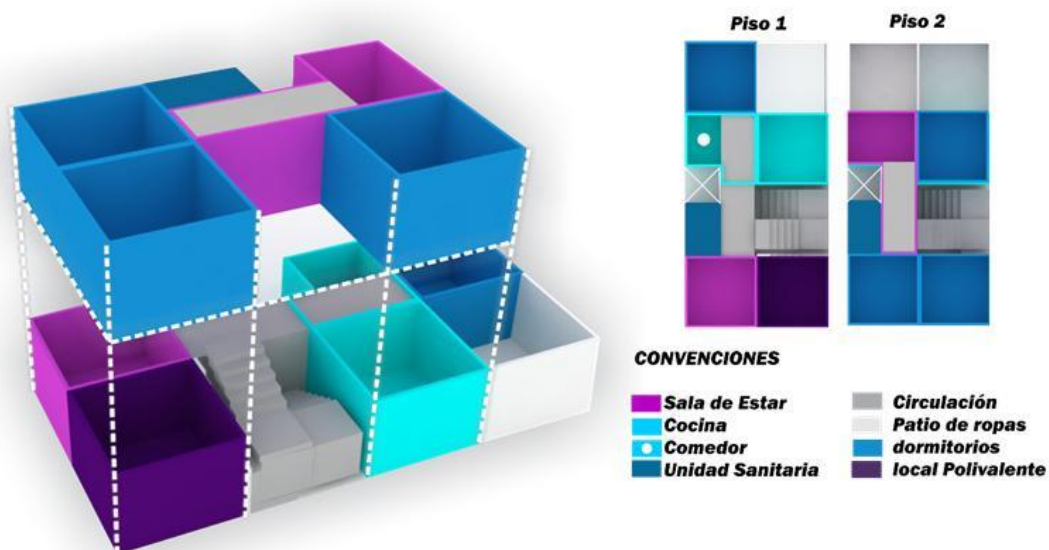 Piso 1
Piso 2
CONVENCIONES
Sala de Estar
Cocina
Comedor
Unidad Sanitaria
Circulación
Patio de ropas
dormitorios
local Polivalente